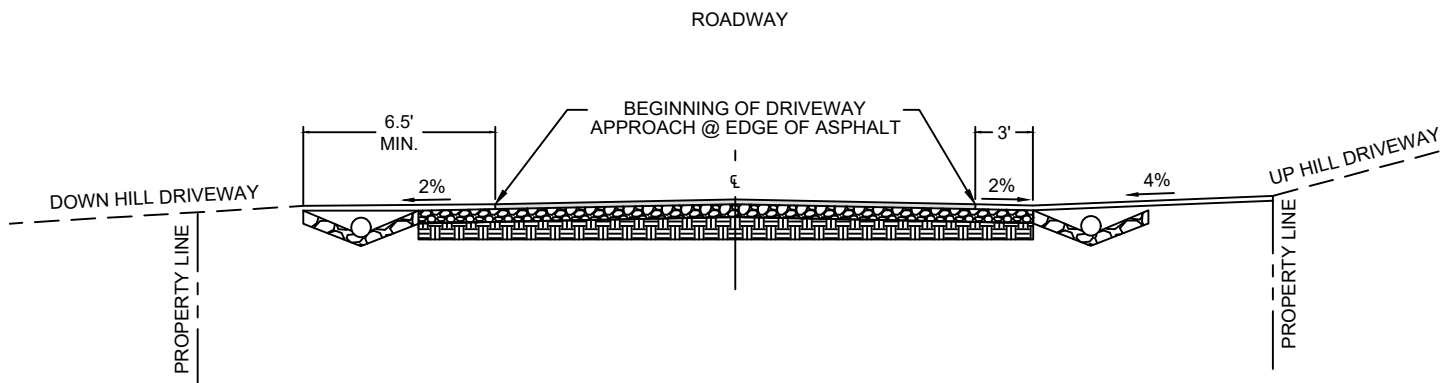 ROADWAY
BEGINNING OF DRIVEWAY
APPROACH @ EDGE OF ASPHALT
6.5'
MIN.
3'
DOWN HILL DRIVEWAY
2%
℄
2%
4%
UP HILL DRIVEWAY
PROPERTY LINE
PROPERTY LINE